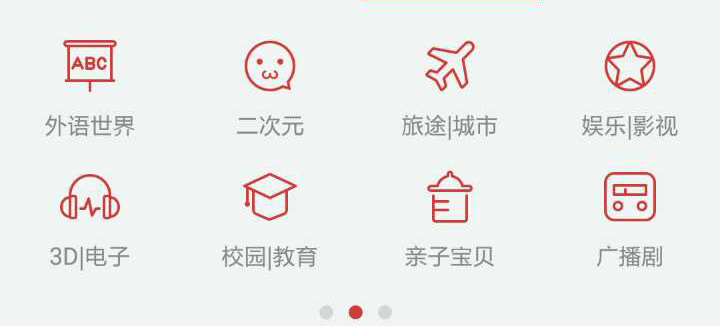 ABC
外语世界
二次元
旅途|城市
娱乐|影视
3D|电子
校园|教育
亲子宝贝
广播剧